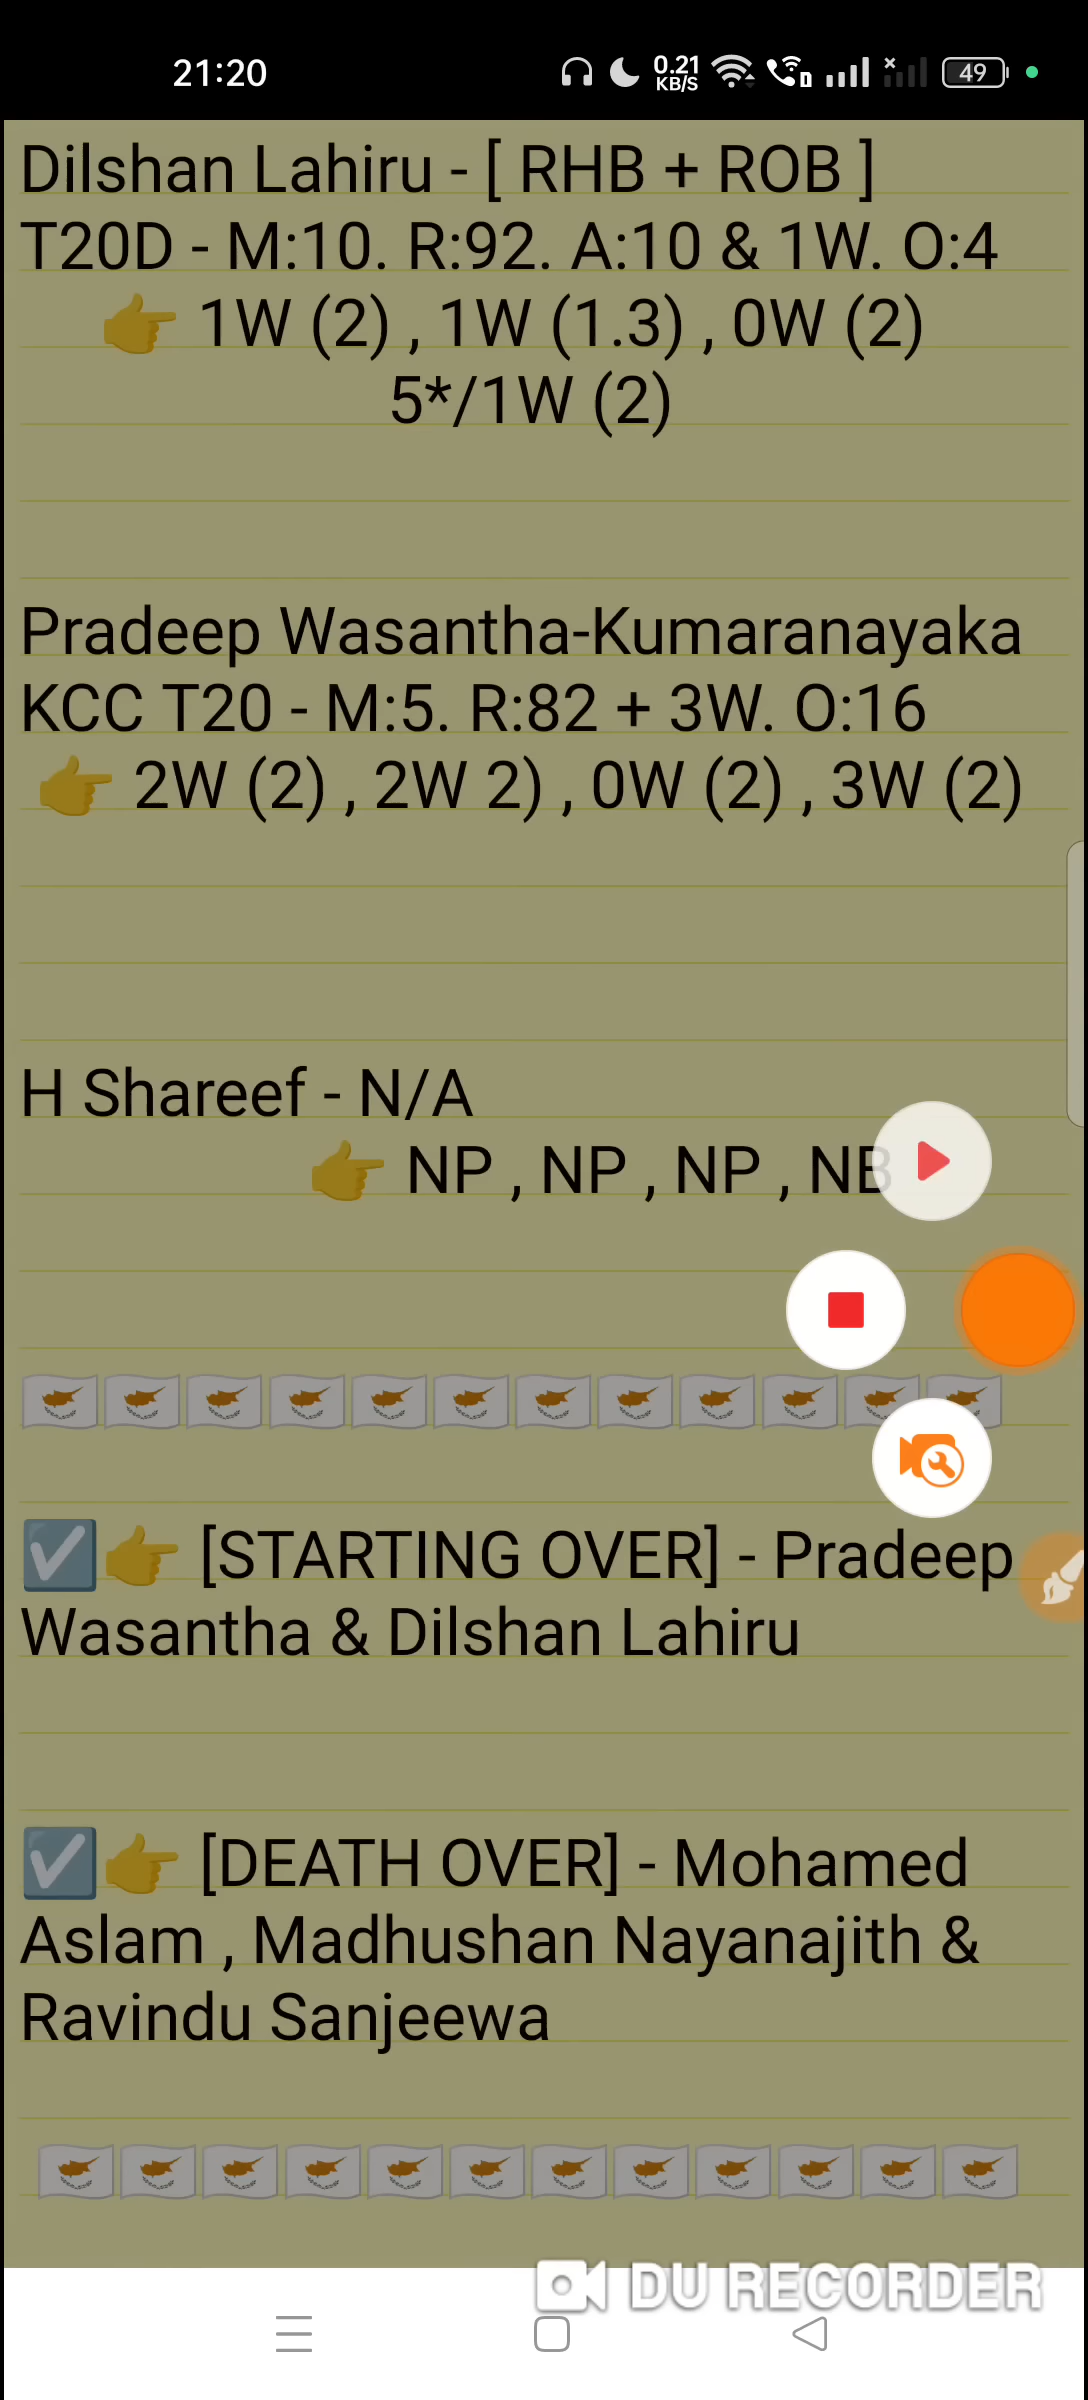 21:20
0.21
KB/S
49
Dilshan Lahiru - [ RHB + ROB ]
T20D - M:10. R:92. A:10 & 1W. O:4
👉 1W (2) , 1W (1.3) , 0W (2)
5*/1W (2)
Pradeep Wasantha-Kumaranayaka
KCC T20 - M:5. R:82 + 3W. O:16
👉 2W (2) , 2W 2) , 0W (2) , 3W (2)
H Shareef - N/A
👉 NP , NP , NP , NB
🇨🇾🇨🇾🇨🇾🇨🇾🇨🇾🇨🇾🇨🇾🇨🇾🇨🇾🇨🇾🇨🇾🇨🇾
☑️👉 [STARTING OVER] - Pradeep
Wasantha & Dilshan Lahiru
☑️👉 [DEATH OVER] - Mohamed
Aslam , Madhushan Nayanajith &
Ravindu Sanjeewa
🇨🇾🇨🇾🇨🇾🇨🇾🇨🇾🇨🇾🇨🇾🇨🇾🇨🇾🇨🇾🇨🇾🇨🇾
DU RECORDER